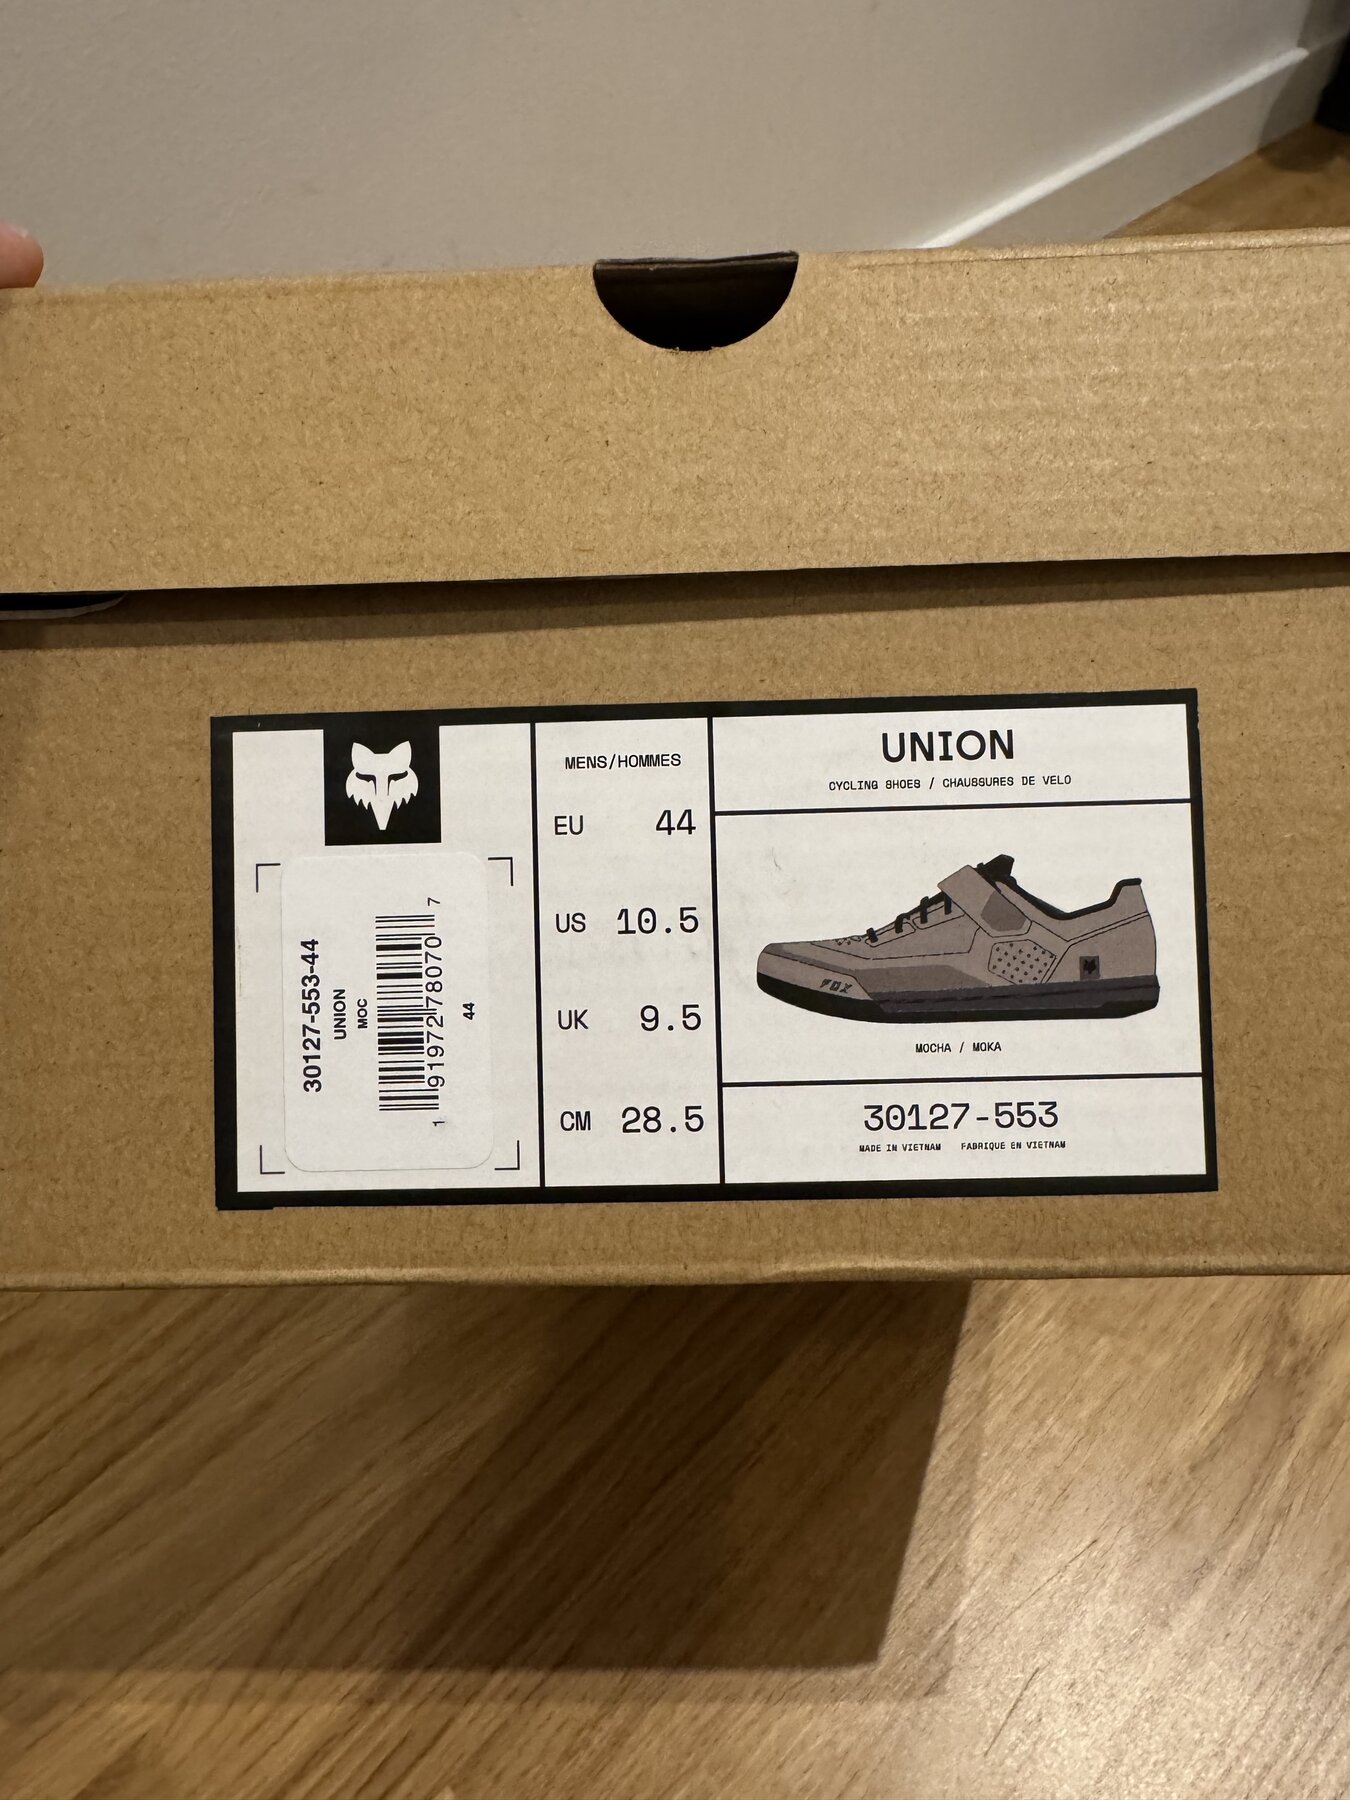 30127-553-44
UNION
MOC
1 91972 78070 7
44
MENS/HOMMES
EU 44
US 10.5
UK 9.5
CM 28.5
UNION
CYCLING SHOES / CHAUSSURES DE VELO
FOX
MOCHA / MOKA
30127-553
MADE IN VIETNAM FABRIQUE EN VIETNAM